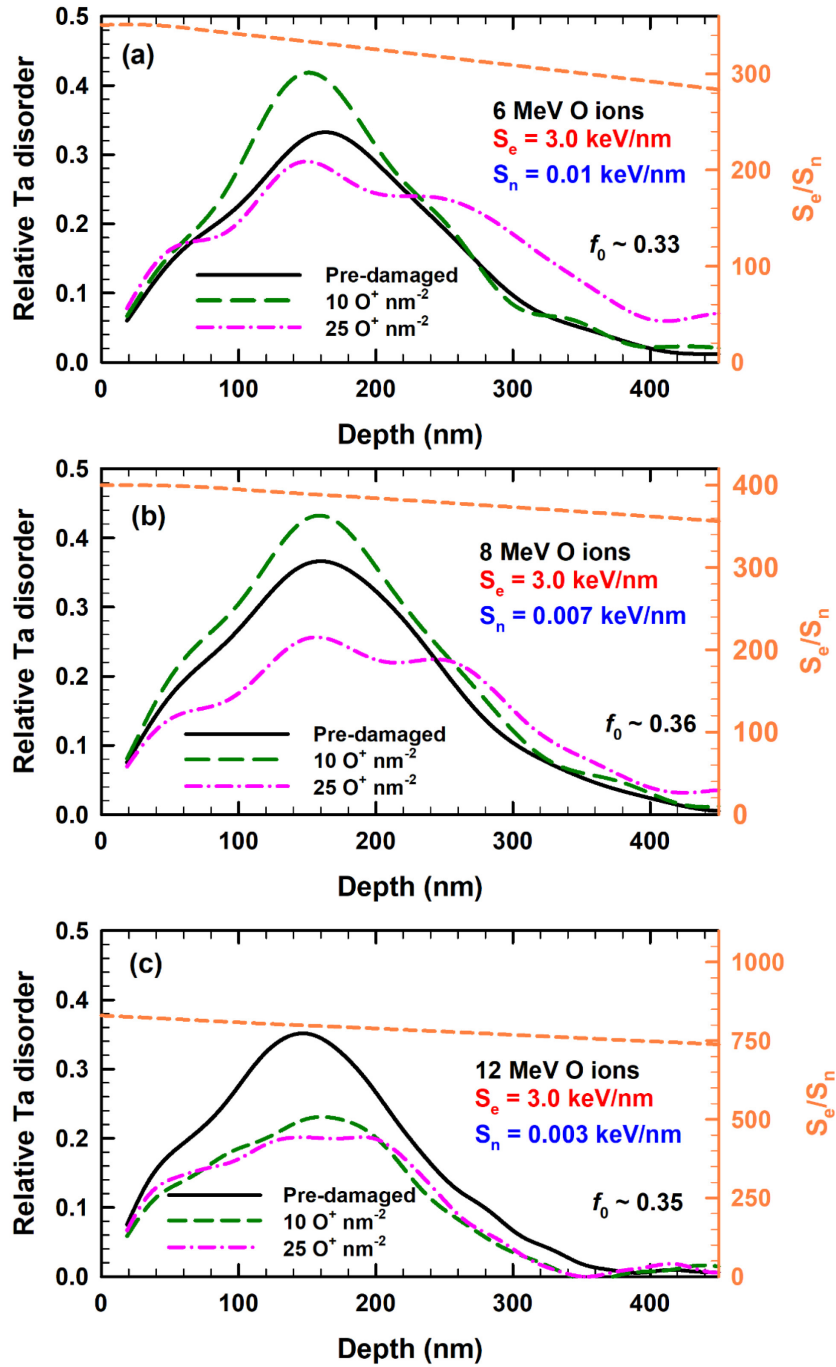 (a)
Relative Ta disorder
0.5
0.4
0.3
0.2
0.1
0.0
6 MeV O ions
Sₑ = 3.0 keV/nm
Sₙ = 0.01 keV/nm
f₀ ~ 0.33
Pre-damaged
10 O⁺ nm⁻²
25 O⁺ nm⁻²
300
200
100
0
Sₑ/Sₙ
0 100 200 300 400
Depth (nm)
(b)
Relative Ta disorder
0.5
0.4
0.3
0.2
0.1
0.0
8 MeV O ions
Sₑ = 3.0 keV/nm
Sₙ = 0.007 keV/nm
f₀ ~ 0.36
Pre-damaged
10 O⁺ nm⁻²
25 O⁺ nm⁻²
400
300
200
100
0
Sₑ/Sₙ
0 100 200 300 400
Depth (nm)
(c)
Relative Ta disorder
0.5
0.4
0.3
0.2
0.1
0.0
12 MeV O ions
Sₑ = 3.0 keV/nm
Sₙ = 0.003 keV/nm
f₀ ~ 0.35
Pre-damaged
10 O⁺ nm⁻²
25 O⁺ nm⁻²
1000
750
500
250
0
Sₑ/Sₙ
0 100 200 300 400
Depth (nm)